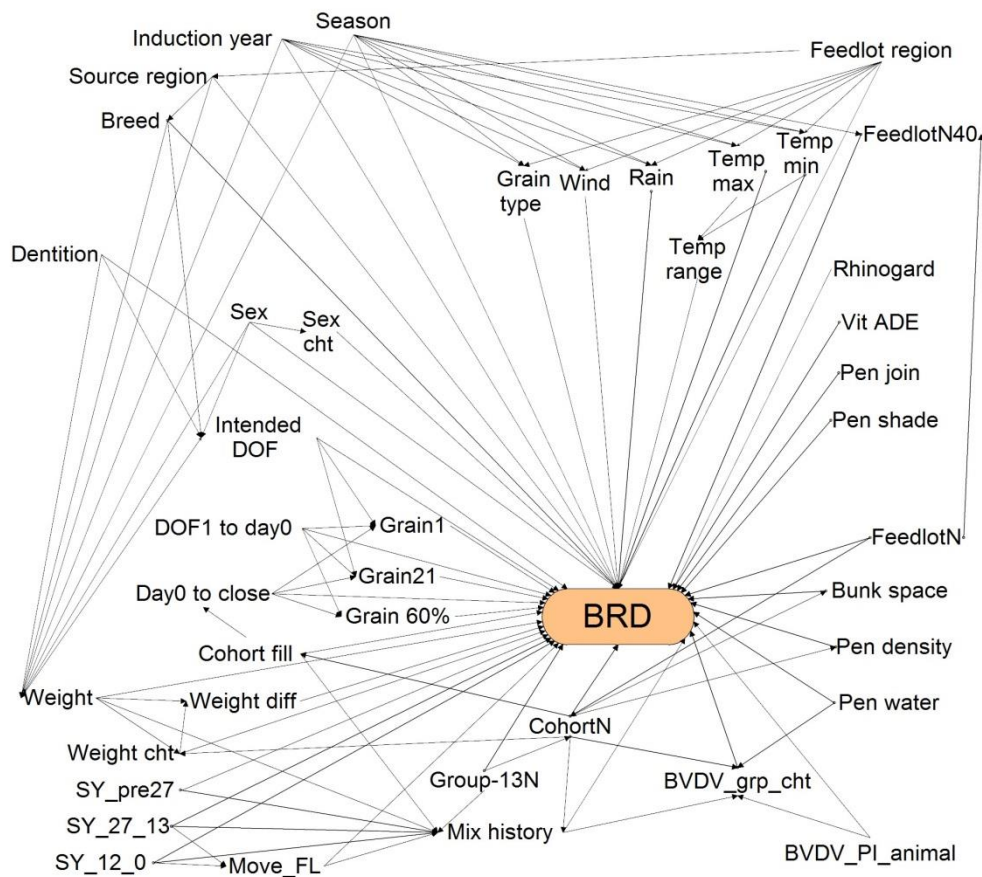 Season
Induction year
Feedlot region
Source region
Breed
FeedlotN40
Grain
type
Wind
Rain
Temp
max
Temp
min
Temp
range
Dentition
Rhinogard
Sex
Sex
cht
Vit ADE
Pen join
Pen shade
Intended
DOF
DOF1 to day0
Grain1
FeedlotN
Grain21
Day0 to close
Grain 60%
BRD
Bunk space
Cohort fill
Pen density
Weight
Weight diff
Pen water
CohortN
Weight cht
Group-13N
BVDV_grp_cht
SY_pre27
SY_27_13
Mix history
SY_12_0
Move_FL
BVDV_PI_animal